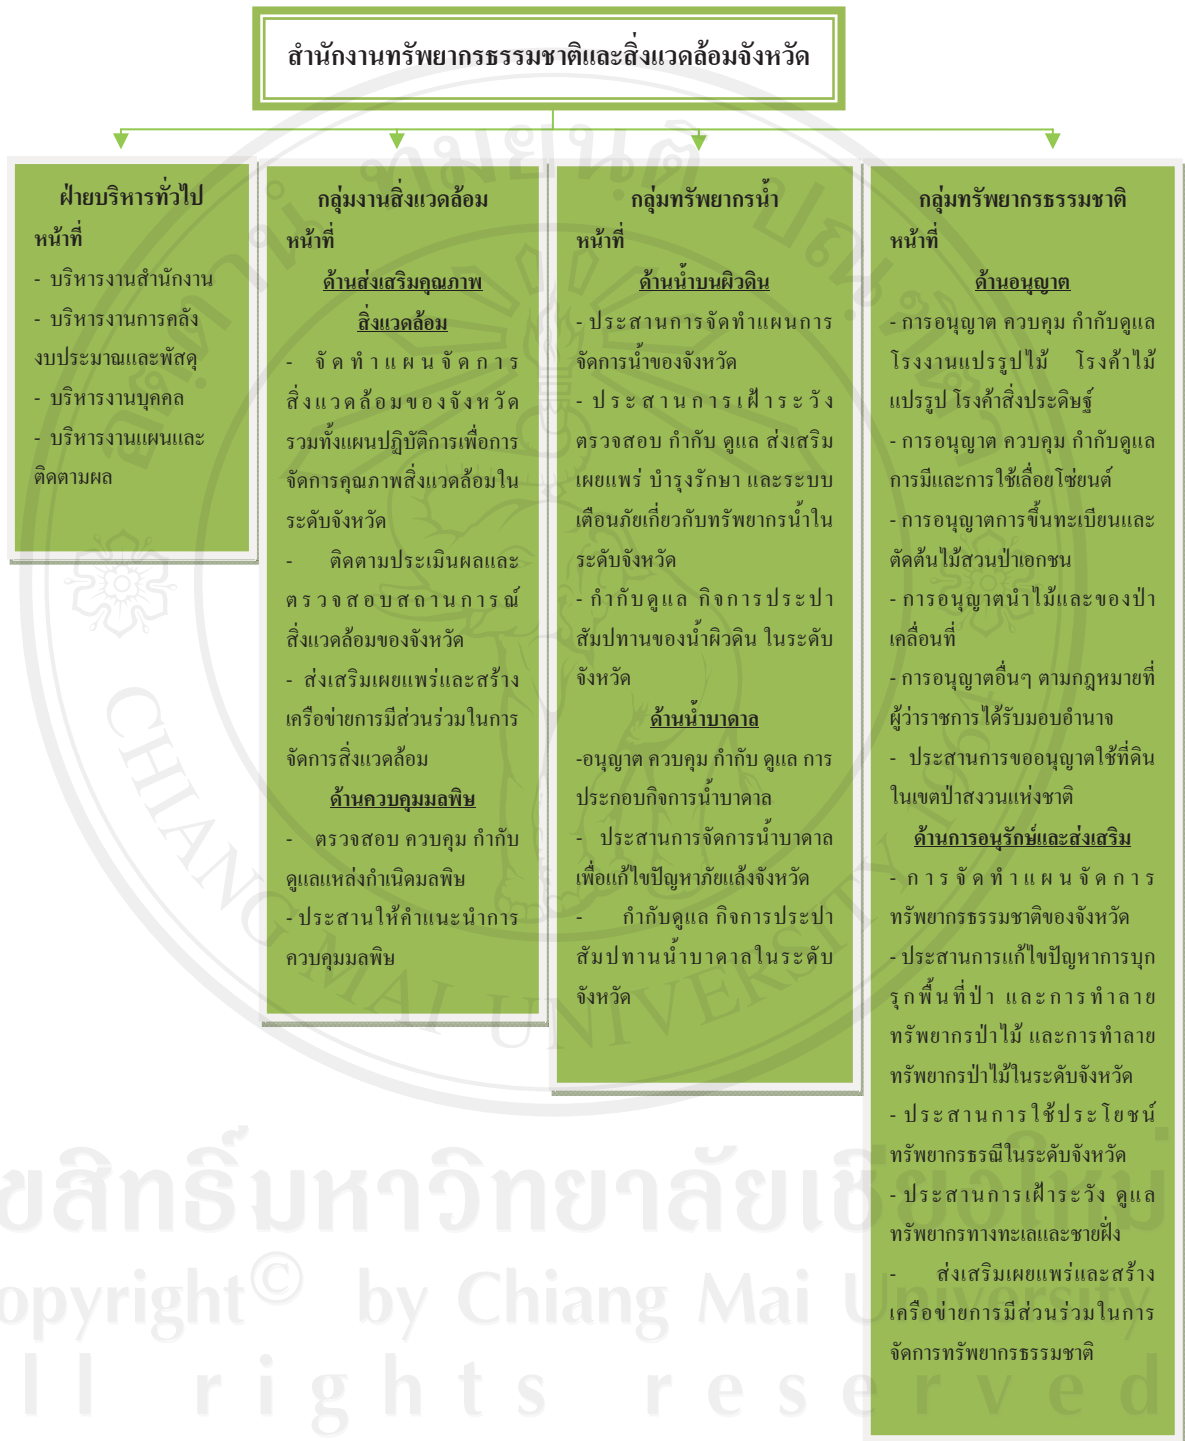 สำนักงานทรัพยากรธรรมชาติและสิ่งแวดล้อมจังหวัด
ฝ่ายบริหารทั่วไป
หน้าที่
- บริหารงานสำนักงาน
- บริหารงานการคลัง
งบประมาณและพัสดุ
- บริหารงานบุคคล
- บริหารงานแผนและ
ติดตามผล
กลุ่มงานสิ่งแวดล้อม
หน้าที่
ด้านส่งเสริมคุณภาพ
สิ่งแวดล้อม
- จัดทำแผนจัดการ
สิ่งแวดล้อมของจังหวัด
รวมทั้งแผนปฏิบัติการเพื่อการ
จัดการคุณภาพสิ่งแวดล้อมใน
ระดับจังหวัด
- ติดตามประเมินผลและ
ตรวจสอบสถานการณ์
สิ่งแวดล้อมของจังหวัด
- ส่งเสริมเผยแพร่และสร้าง
เครือข่ายการมีส่วนร่วมในการ
จัดการสิ่งแวดล้อม
ด้านควบคุมมลพิษ
- ตรวจสอบ ควบคุม กำกับ
ดูแลแหล่งกำเนิดมลพิษ
- ประสานให้คำแนะนำการ
ควบคุมมลพิษ
กลุ่มทรัพยากรน้ำ
หน้าที่
ด้านน้ำบนผิวดิน
- ประสานการจัดทำแผนการ
จัดการน้ำของจังหวัด
- ประสานการเฝ้าระวัง
ตรวจสอบ กำกับ ดูแล ส่งเสริม
เผยแพร่ บำรุงรักษา และระบบ
เตือนภัยเกี่ยวกับทรัพยากรน้ำใน
ระดับจังหวัด
- กำกับดูแล กิจการประปา
สัมปทานของน้ำผิวดิน ในระดับ
จังหวัด
ด้านน้ำบาดาล
-อนุญาต ควบคุม กำกับ ดูแล การ
ประกอบกิจการน้ำบาดาล
- ประสานการจัดการน้ำบาดาล
เพื่อแก้ไขปัญหาภัยแล้งจังหวัด
- กำกับดูแล กิจการประปา
สัมปทานน้ำบาดาลในระดับ
จังหวัด
กลุ่มทรัพยากรธรรมชาติ
หน้าที่
ด้านอนุญาต
- การอนุญาต ควบคุม กำกับดูแล
โรงงานแปรรูปไม้ โรงค้าไม้
แปรรูป โรงค้าสิ่งประดิษฐ์
- การอนุญาต ควบคุม กำกับดูแล
การมีและการใช้เลื่อยโซ่ยนต์
- การอนุญาตการขึ้นทะเบียนและ
ตัดต้นไม้สวนป่าเอกชน
- การอนุญาตนำไม้และของป่า
เคลื่อนที่
- การอนุญาตอื่นๆ ตามกฎหมายที่
ผู้ว่าราชการได้รับมอบอำนาจ
- ประสานการขออนุญาตใช้ที่ดิน
ในเขตป่าสงวนแห่งชาติ
ด้านการอนุรักษ์และส่งเสริม
- การจัดทำแผนจัดการ
ทรัพยากรธรรมชาติของจังหวัด
- ประสานการแก้ไขปัญหาการบุก
รุกพื้นที่ป่า และการทำลาย
ทรัพยากรป่าไม้ และการทำลาย
ทรัพยากรป่าไม้ในระดับจังหวัด
- ประสานการใช้ประโยชน์
ทรัพยากรธรณีในระดับจังหวัด
- ประสานการเฝ้าระวัง ดูแล
ทรัพยากรทางทะเลและชายฝั่ง
- ส่งเสริมเผยแพร่และสร้าง
เครือข่ายการมีส่วนร่วมในการ
จัดการทรัพยากรธรรมชาติ
CHIANG MAI UNIVERSITY 1964
ขสิทธิ์มหาวิทยาลัยเชียงใหม่
opyright© by Chiang Mai University
ll rights reserved